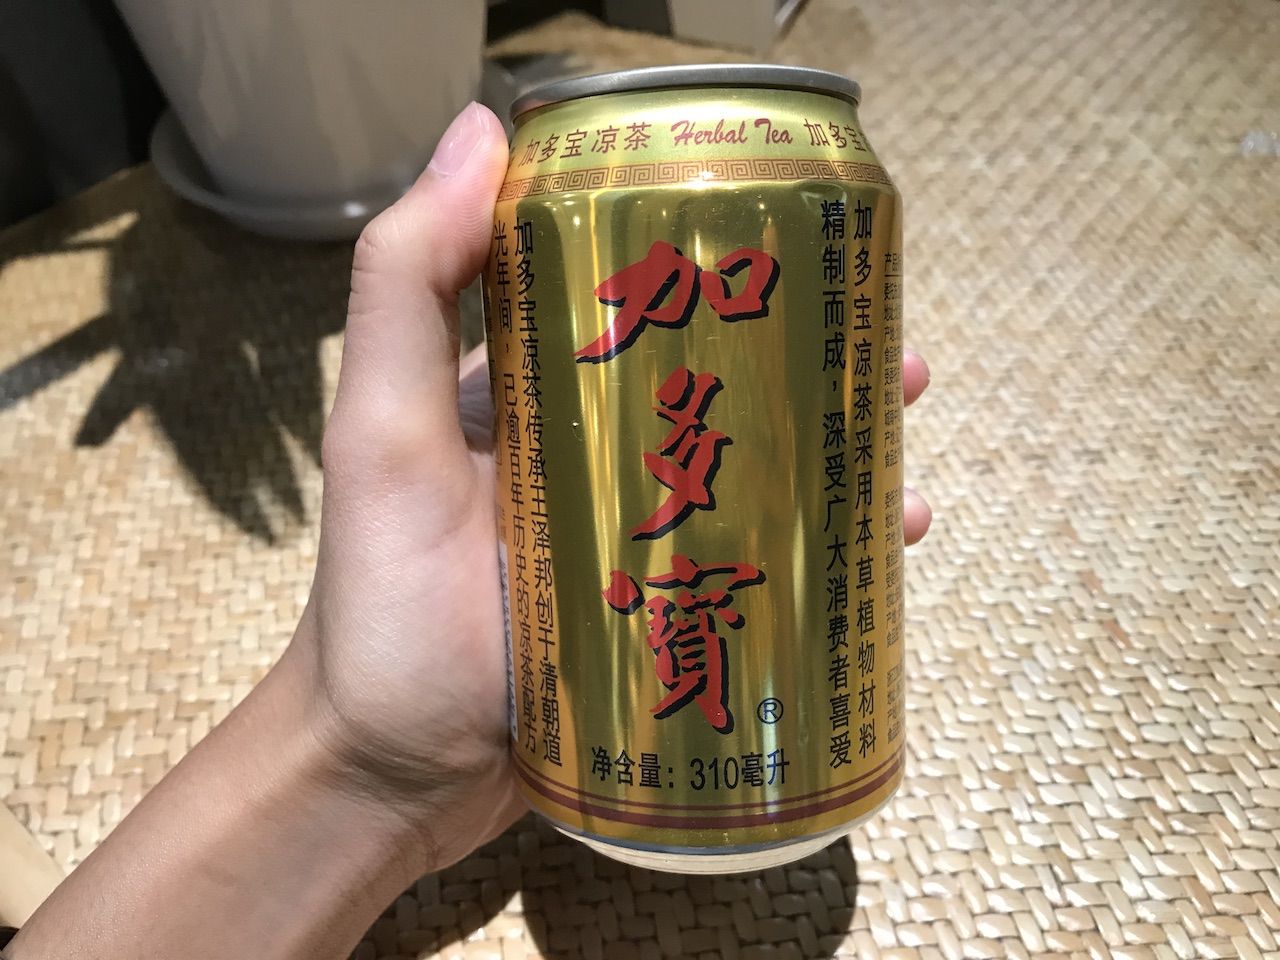 加多宝凉茶 Herbal Tea 加多宝
加多宝凉茶传承王泽邦创于清朝道
光年间，已逾百年历史的凉茶配方
加多寶®
净含量：310毫升
加多宝凉茶采用本草植物材料
精制而成，深受广大消费者喜爱